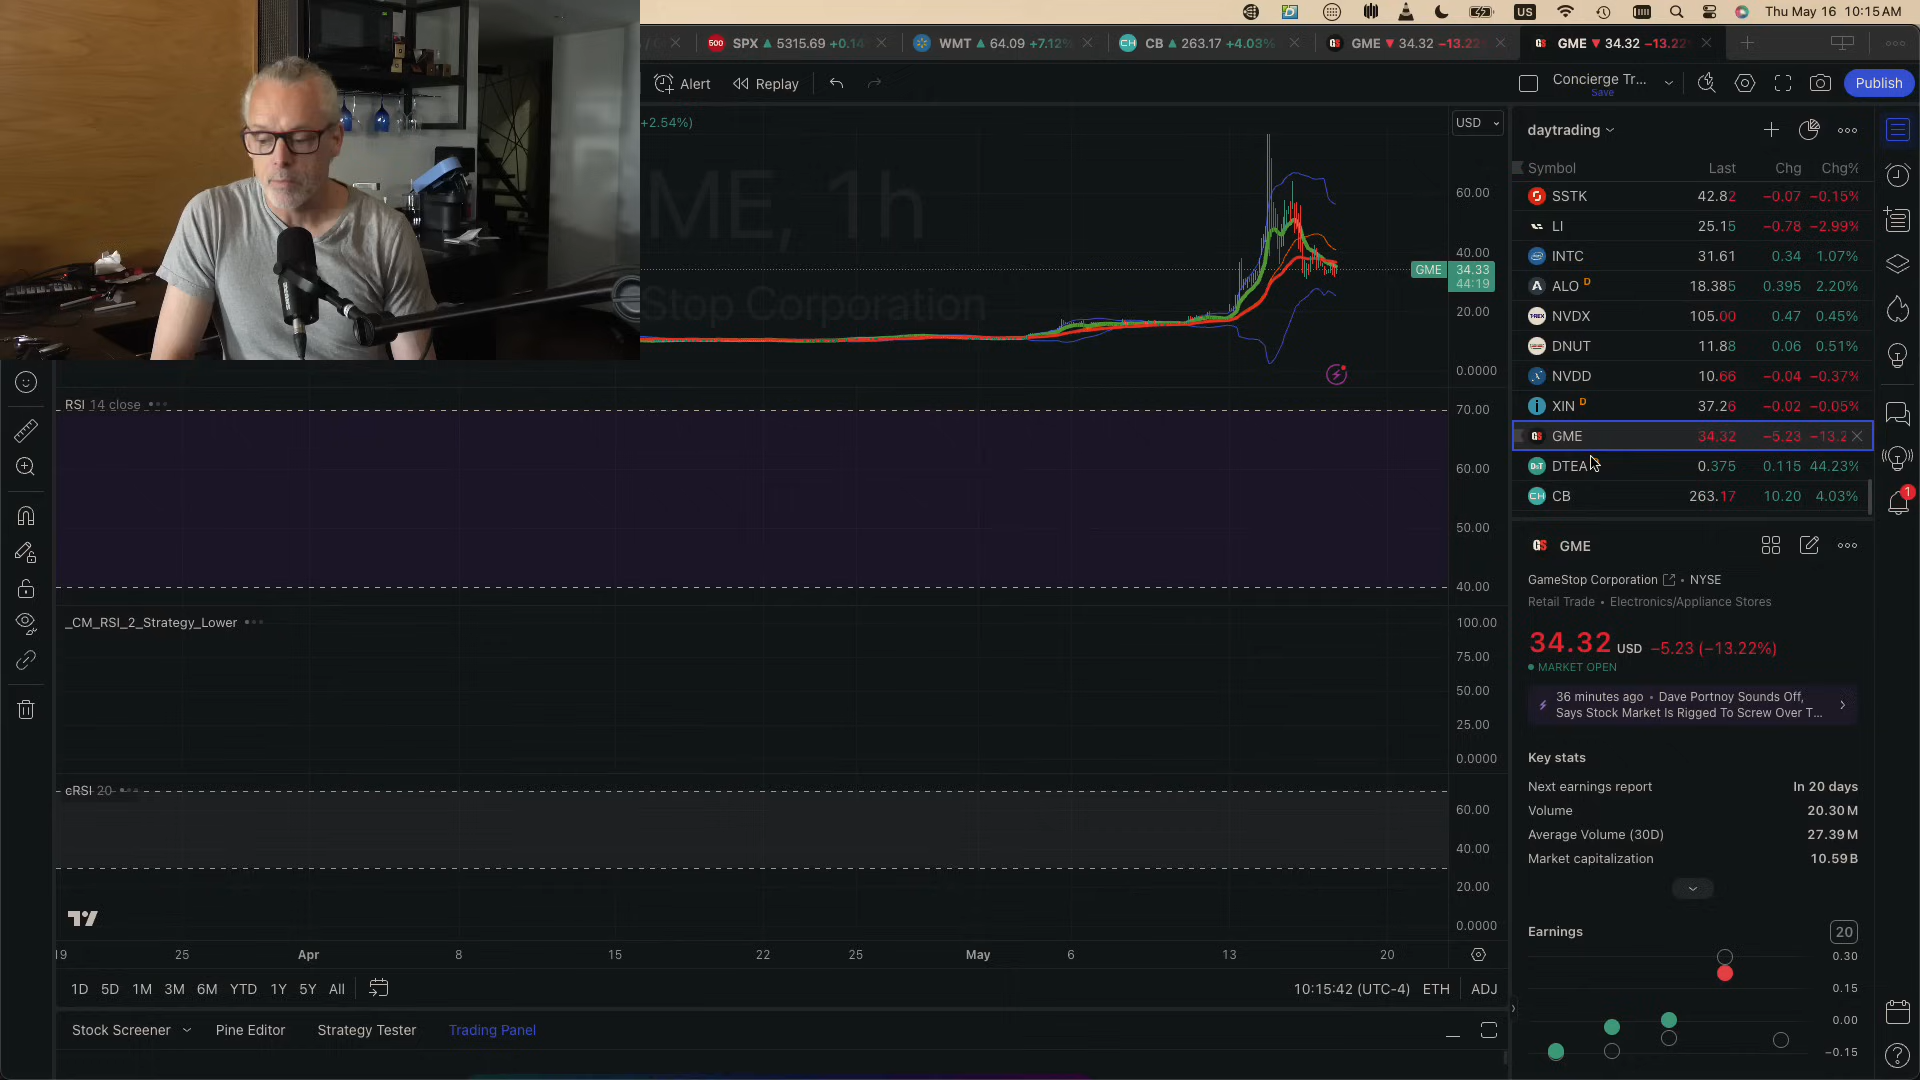 Thu May 16 10:15 AM
US
500 SPX 5315.69 +0.14
WMT 64.09 +7.12%
CB 263.17 +4.03%
GME 34.32 −13.22
GME 34.32 −13.22
Alert
Replay
Concierge Tr...
Save
Publish
+2.54%)
USD
ME, 1h
Stop Corporation
60.00
40.00
GME 34.33
44:19
20.00
0.0000
RSI 14 close
70.00
60.00
50.00
40.00
_CM_RSI_2_Strategy_Lower
100.00
75.00
50.00
25.00
0.0000
cRSI 20
60.00
40.00
20.00
0.0000
19 25 Apr 8 15 22 25 May 6 13 20
1D 5D 1M 3M 6M YTD 1Y 5Y All
10:15:42 (UTC-4) ETH ADJ
Stock Screener Pine Editor Strategy Tester Trading Panel
daytrading
Symbol Last Chg Chg%
SSTK 42.82 −0.07 −0.15%
LI 25.15 −0.78 −2.99%
INTC 31.61 0.34 1.07%
ALO D 18.385 0.395 2.20%
NVDX 105.00 0.47 0.45%
DNUT 11.88 0.06 0.51%
NVDD 10.66 −0.04 −0.37%
XIN D 37.26 −0.02 −0.05%
GME 34.32 −5.23 −13.2
DTEA 0.375 0.115 44.23%
CB 263.17 10.20 4.03%
1
GME
GameStop Corporation • NYSE
Retail Trade • Electronics/Appliance Stores
34.32 USD −5.23 (−13.22%)
MARKET OPEN
36 minutes ago • Dave Portnoy Sounds Off,
Says Stock Market Is Rigged To Screw Over T...
Key stats
Next earnings report In 20 days
Volume 20.30 M
Average Volume (30D) 27.39 M
Market capitalization 10.59 B
Earnings 20
0.30
0.15
0.00
−0.15